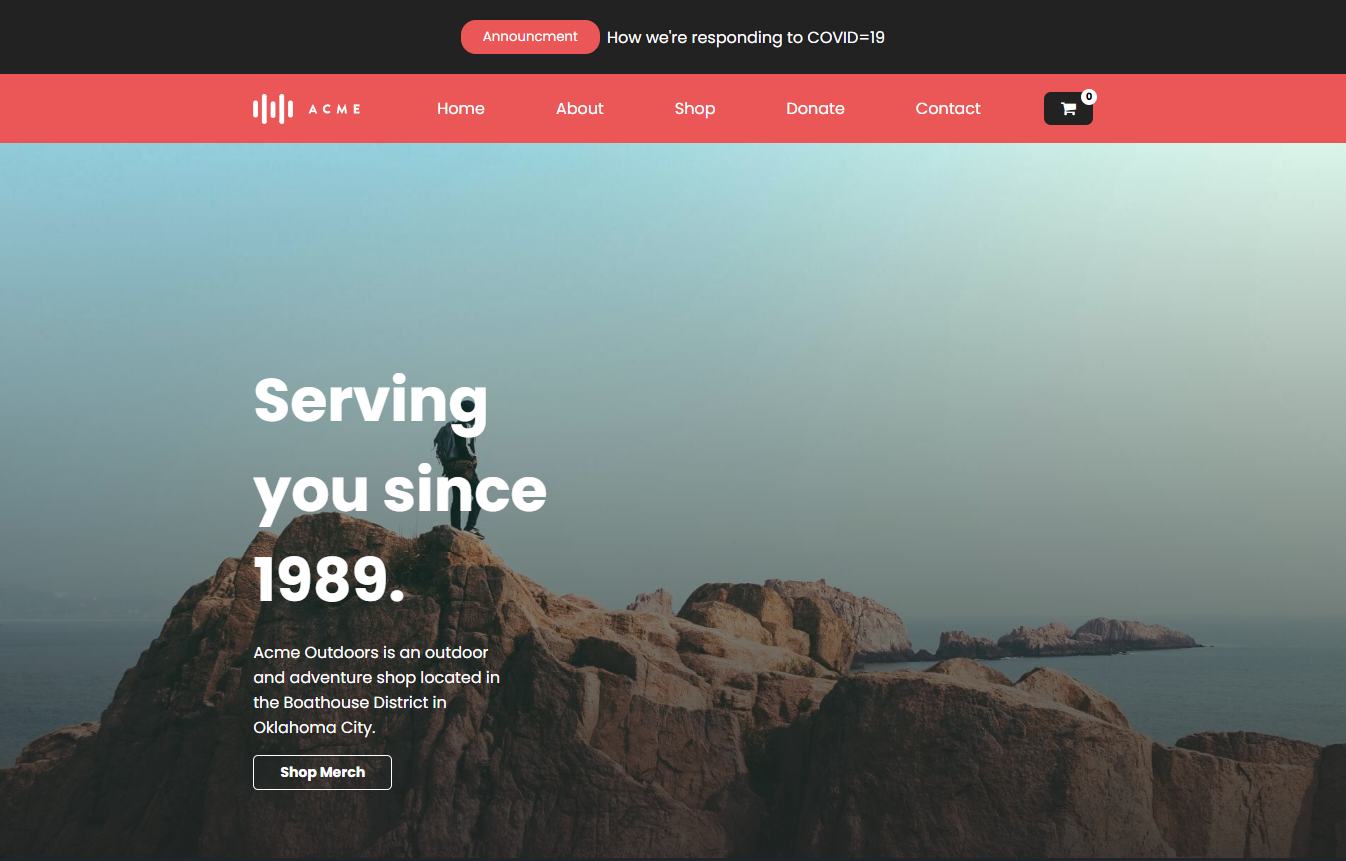 Announcment How we're responding to COVID=19
ACME Home About Shop Donate Contact 0
Serving
you since
1989.
Acme Outdoors is an outdoor
and adventure shop located in
the Boathouse District in
Oklahoma City.
Shop Merch